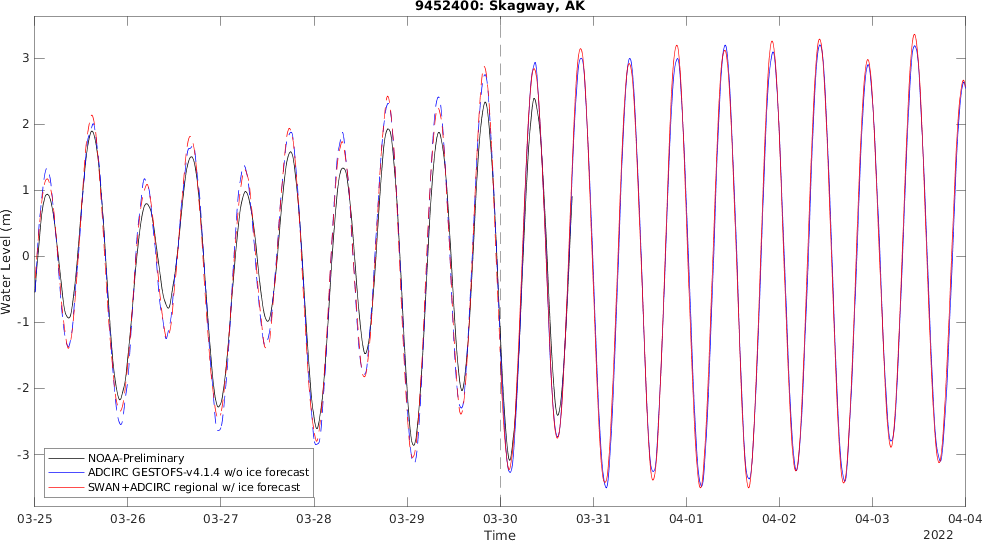 9452400: Skagway, AK
Water Level (m)
3
2
1
0
-1
-2
-3
NOAA-Preliminary
ADCIRC GESTOFS-v4.1.4 w/o ice forecast
SWAN+ADCIRC regional w/ ice forecast
03-25 03-26 03-27 03-28 03-29 03-30 03-31 04-01 04-02 04-03 04-04
Time
2022